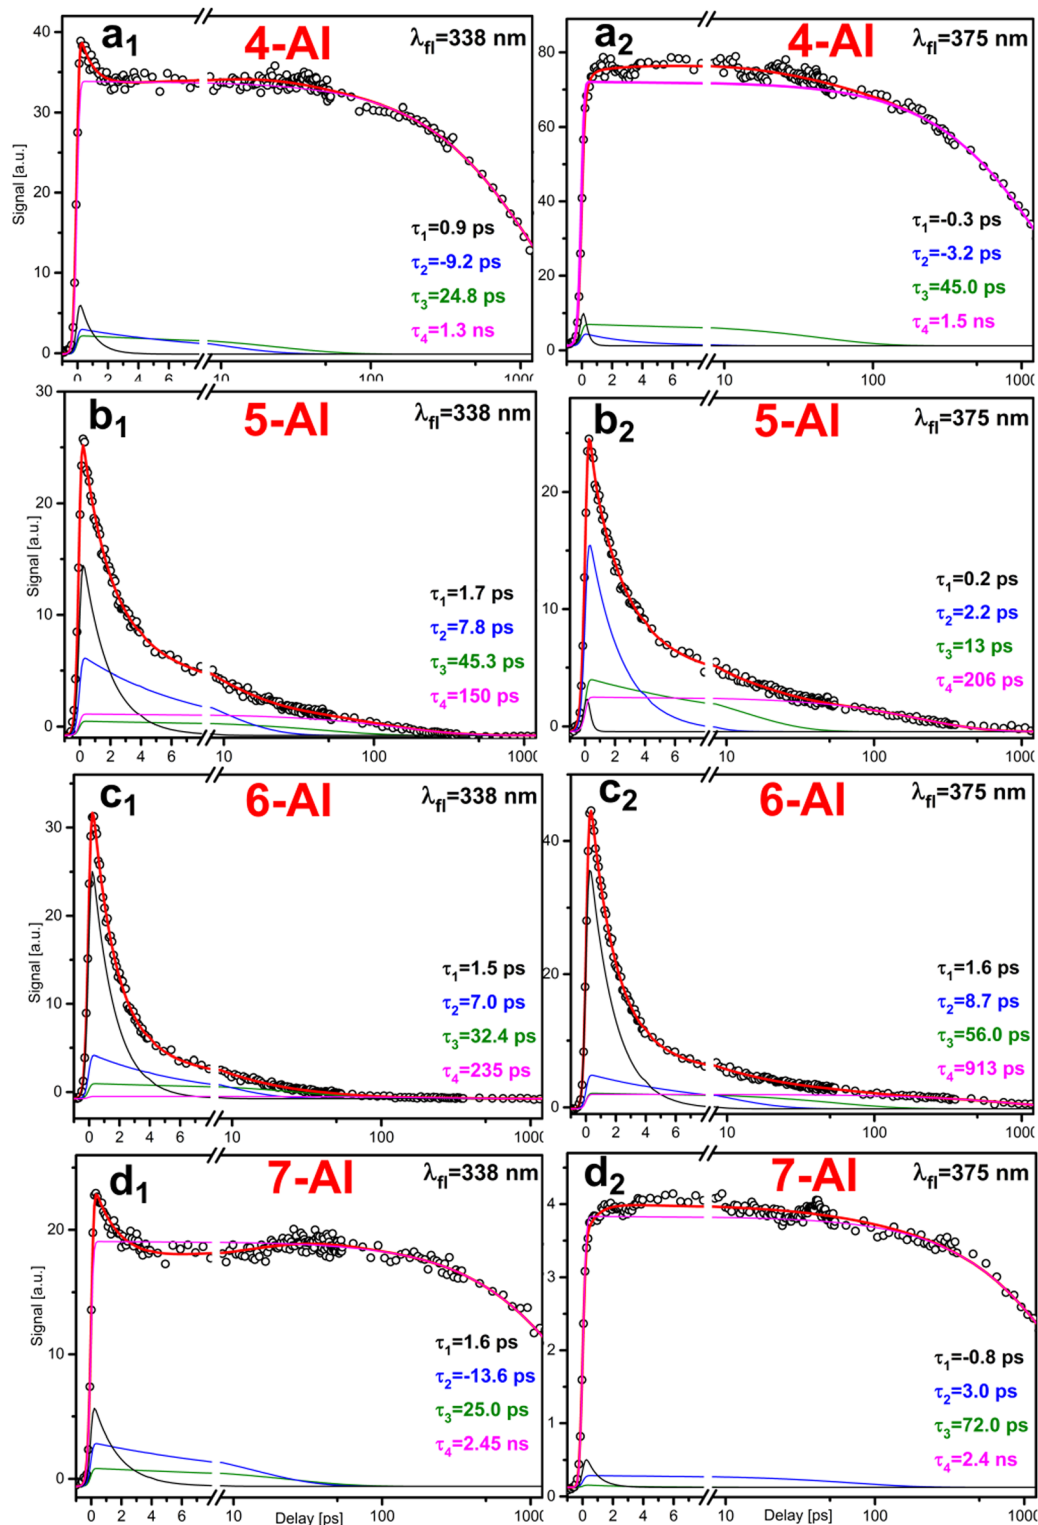 a1 4-AI λfl=338 nm
40
30
20
10
0
Signal [a.u.]
τ1=0.9 ps
τ2=-9.2 ps
τ3=24.8 ps
τ4=1.3 ns
0 2 4 6 10 100 1000
a2 4-AI λfl=375 nm
80
60
40
20
0
τ1=-0.3 ps
τ2=-3.2 ps
τ3=45.0 ps
τ4=1.5 ns
0 2 4 6 10 100 1000
b1 5-AI λfl=338 nm
30
20
10
0
Signal [a.u.]
τ1=1.7 ps
τ2=7.8 ps
τ3=45.3 ps
τ4=150 ps
0 2 4 6 10 100 1000
b2 5-AI λfl=375 nm
20
10
0
τ1=0.2 ps
τ2=2.2 ps
τ3=13 ps
τ4=206 ps
0 2 4 6 10 100 1000
c1 6-AI λfl=338 nm
30
20
10
0
Signal [a.u.]
τ1=1.5 ps
τ2=7.0 ps
τ3=32.4 ps
τ4=235 ps
0 2 4 6 10 100 1000
c2 6-AI λfl=375 nm
40
20
0
τ1=1.6 ps
τ2=8.7 ps
τ3=56.0 ps
τ4=913 ps
0 2 4 6 10 100 1000
d1 7-AI λfl=338 nm
20
10
0
Signal [a.u.]
τ1=1.6 ps
τ2=-13.6 ps
τ3=25.0 ps
τ4=2.45 ns
0 2 4 6 10 100 1000
Delay [ps]
d2 7-AI λfl=375 nm
4
3
2
1
0
τ1=-0.8 ps
τ2=3.0 ps
τ3=72.0 ps
τ4=2.4 ns
0 2 4 6 10 100 1000
Delay [ps]